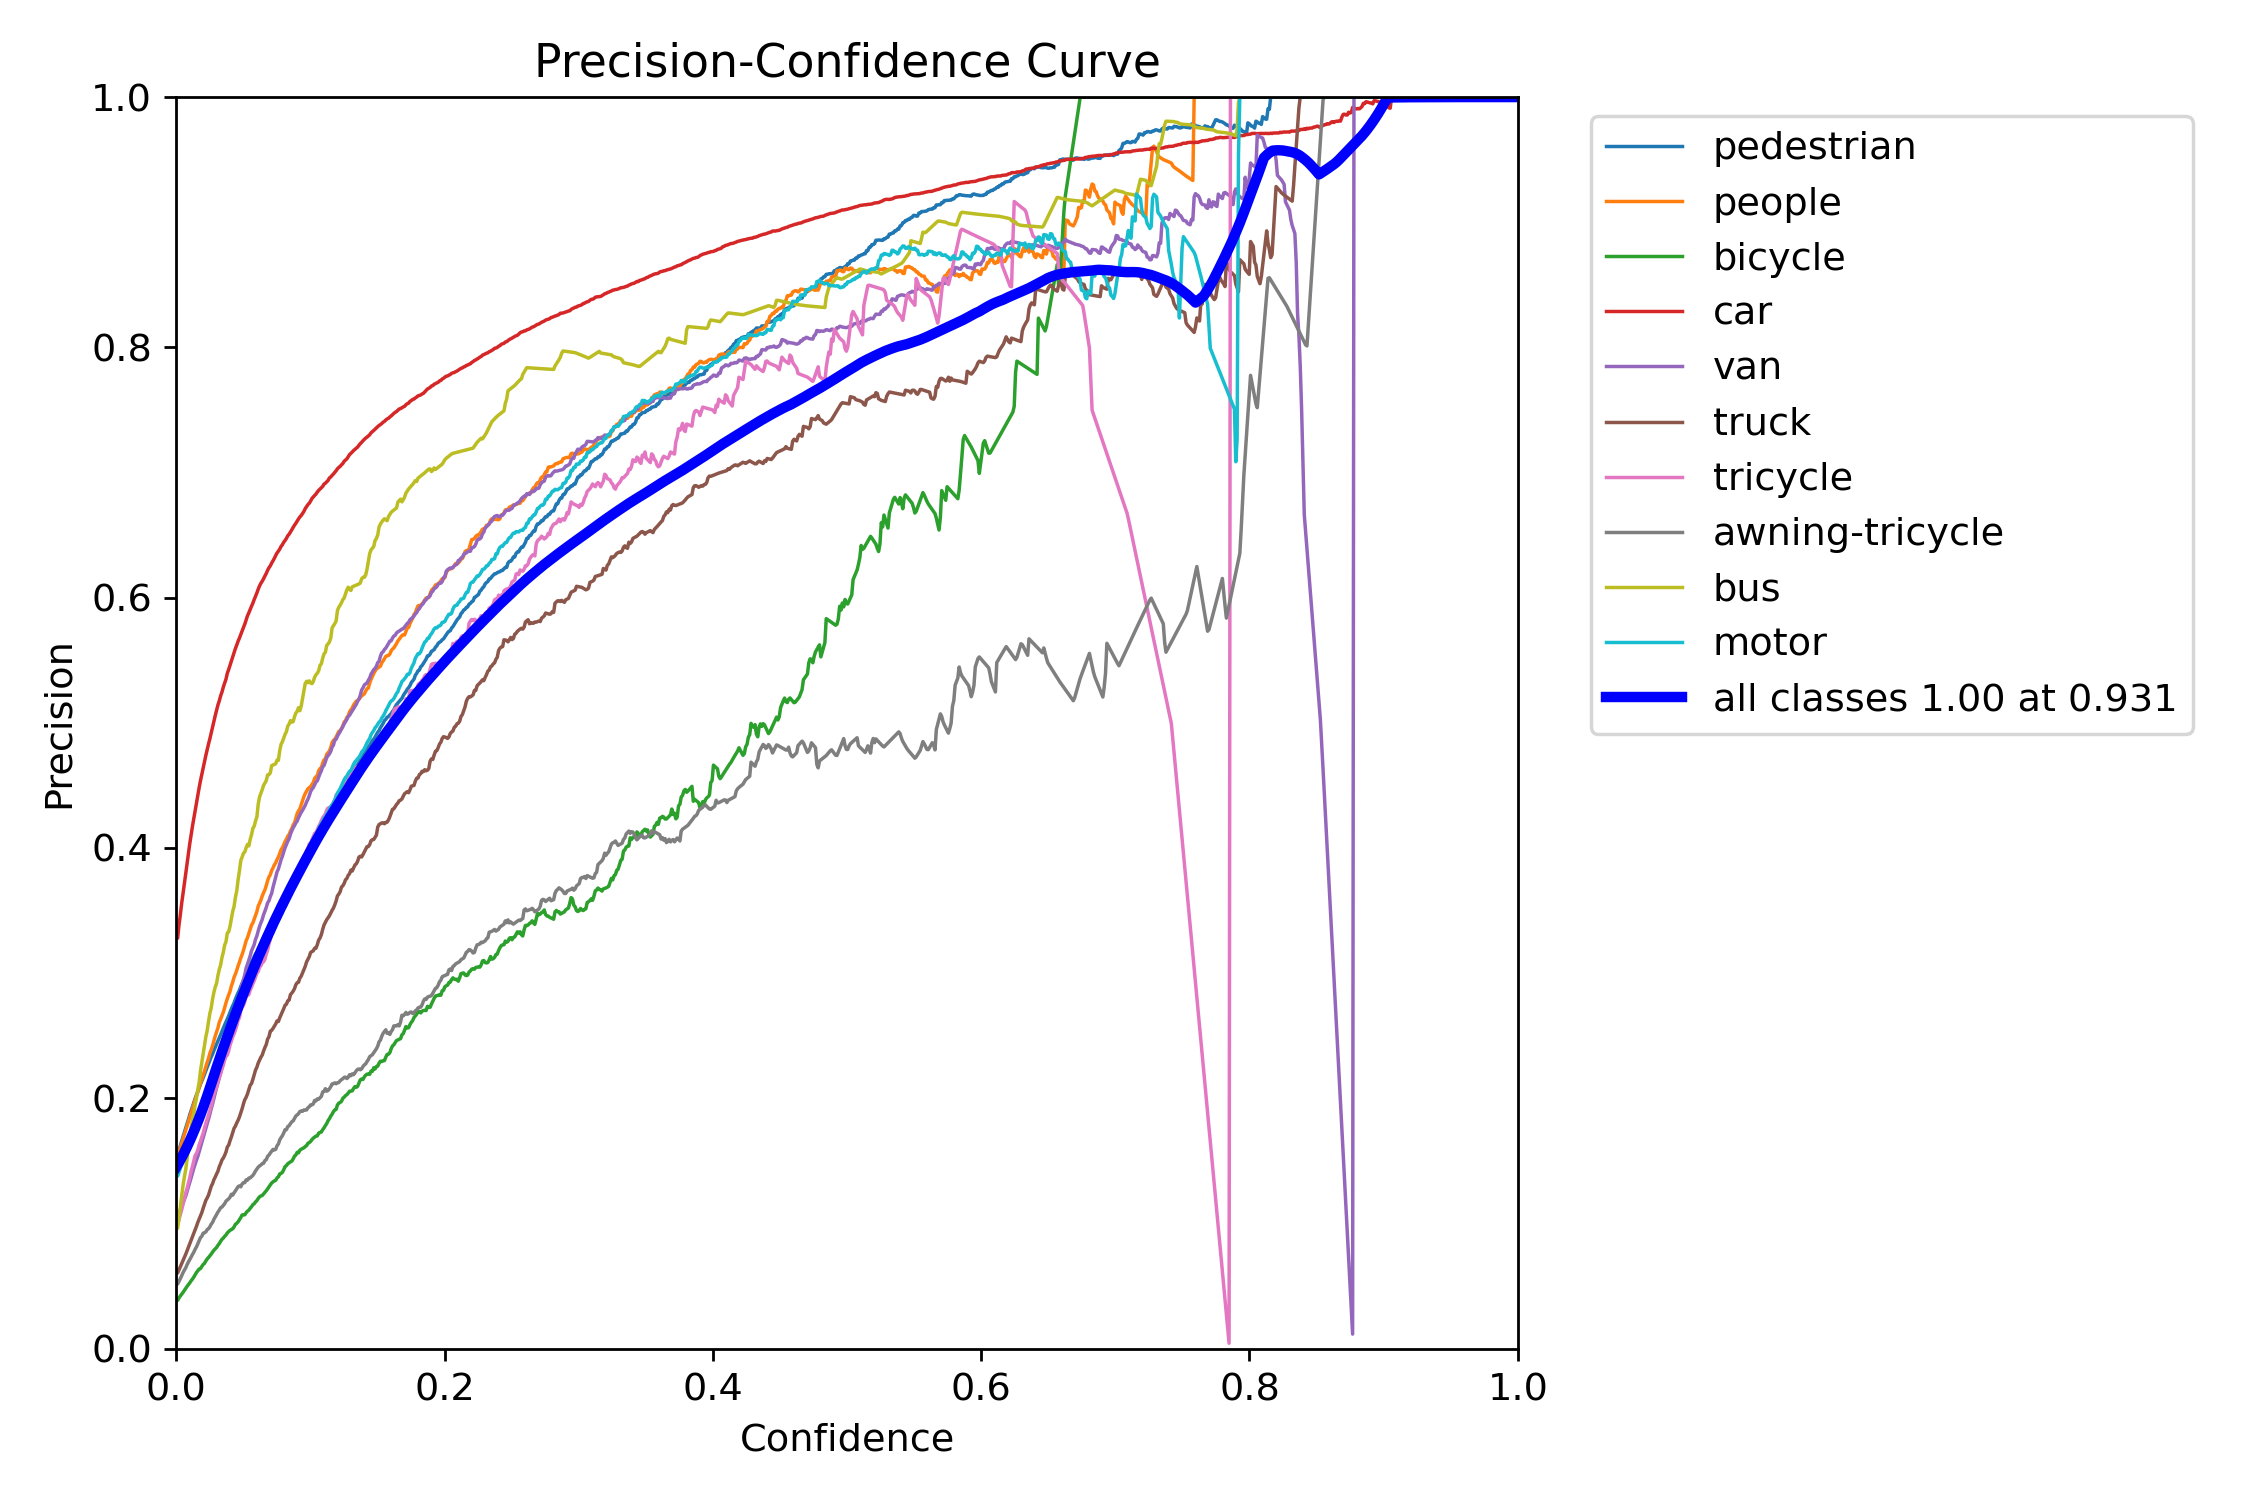 Precision-Confidence Curve
1.0
0.8
0.6
0.4
0.2
0.0
Precision
0.0 0.2 0.4 0.6 0.8 1.0
Confidence
pedestrian
people
bicycle
car
van
truck
tricycle
awning-tricycle
bus
motor
all classes 1.00 at 0.931